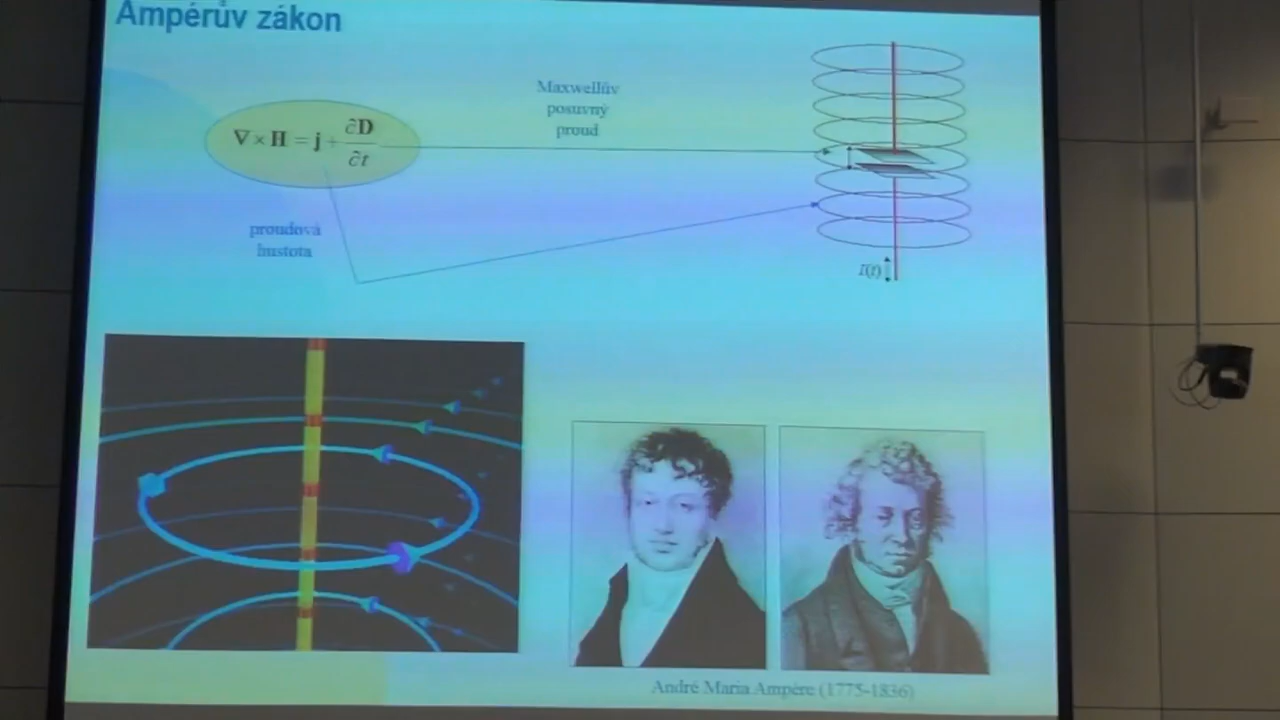 Ampérův zákon
∇ × H = j + ∂D/∂t
Maxwellův
posuvný
proud
proudová
hustota
I(t)
André Maria Ampère (1775-1836)